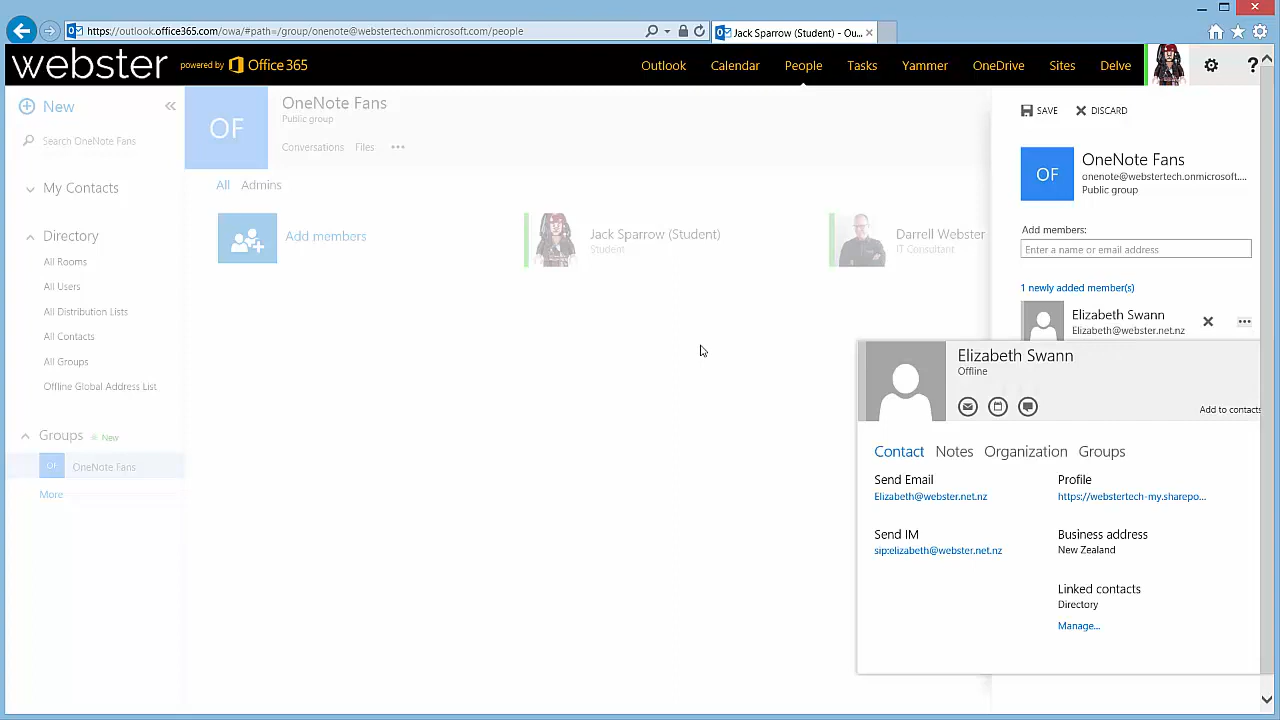 https://outlook.office365.com/owa/#path=/group/onenote@webstertech.onmicrosoft.com/people
Jack Sparrow (Student) - Ou...
webster powered by Office 365
Outlook Calendar People Tasks Yammer OneDrive Sites Delve ?
New
Search OneNote Fans
My Contacts
Directory
All Rooms
All Users
All Distribution Lists
All Contacts
All Groups
Offline Global Address List
Groups New
OF OneNote Fans
More
OF
OneNote Fans
Public group
Conversations Files
All Admins
Add members
Jack Sparrow (Student)
Student
Darrell Webster
IT Consultant
SAVE DISCARD
OF
OneNote Fans
onenote@webstertech.onmicrosoft....
Public group
Add members:
Enter a name or email address
1 newly added member(s)
Elizabeth Swann
Elizabeth@webster.net.nz
Elizabeth Swann
Offline
Add to contacts
Contact Notes Organization Groups
Send Email
Elizabeth@webster.net.nz
Profile
https://webstertech-my.sharepo...
Send IM
sip:elizabeth@webster.net.nz
Business address
New Zealand
Linked contacts
Directory
Manage...